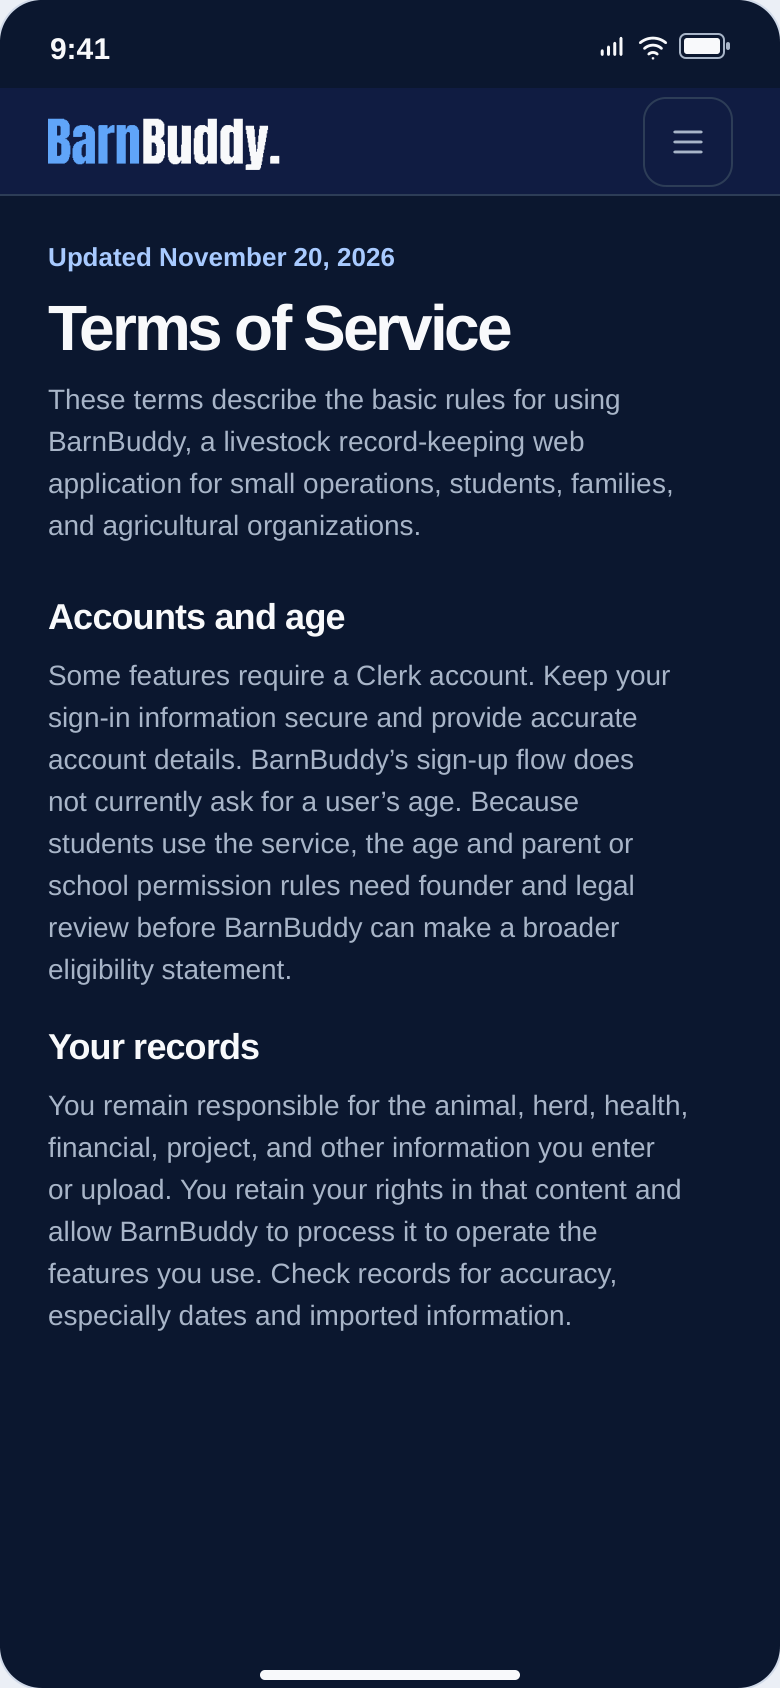 9:41
BarnBuddy.
Updated November 20, 2026
Terms of Service
These terms describe the basic rules for using
BarnBuddy, a livestock record-keeping web
application for small operations, students, families,
and agricultural organizations.
Accounts and age
Some features require a Clerk account. Keep your
sign-in information secure and provide accurate
account details. BarnBuddy’s sign-up flow does
not currently ask for a user’s age. Because
students use the service, the age and parent or
school permission rules need founder and legal
review before BarnBuddy can make a broader
eligibility statement.
Your records
You remain responsible for the animal, herd, health,
financial, project, and other information you enter
or upload. You retain your rights in that content and
allow BarnBuddy to process it to operate the
features you use. Check records for accuracy,
especially dates and imported information.